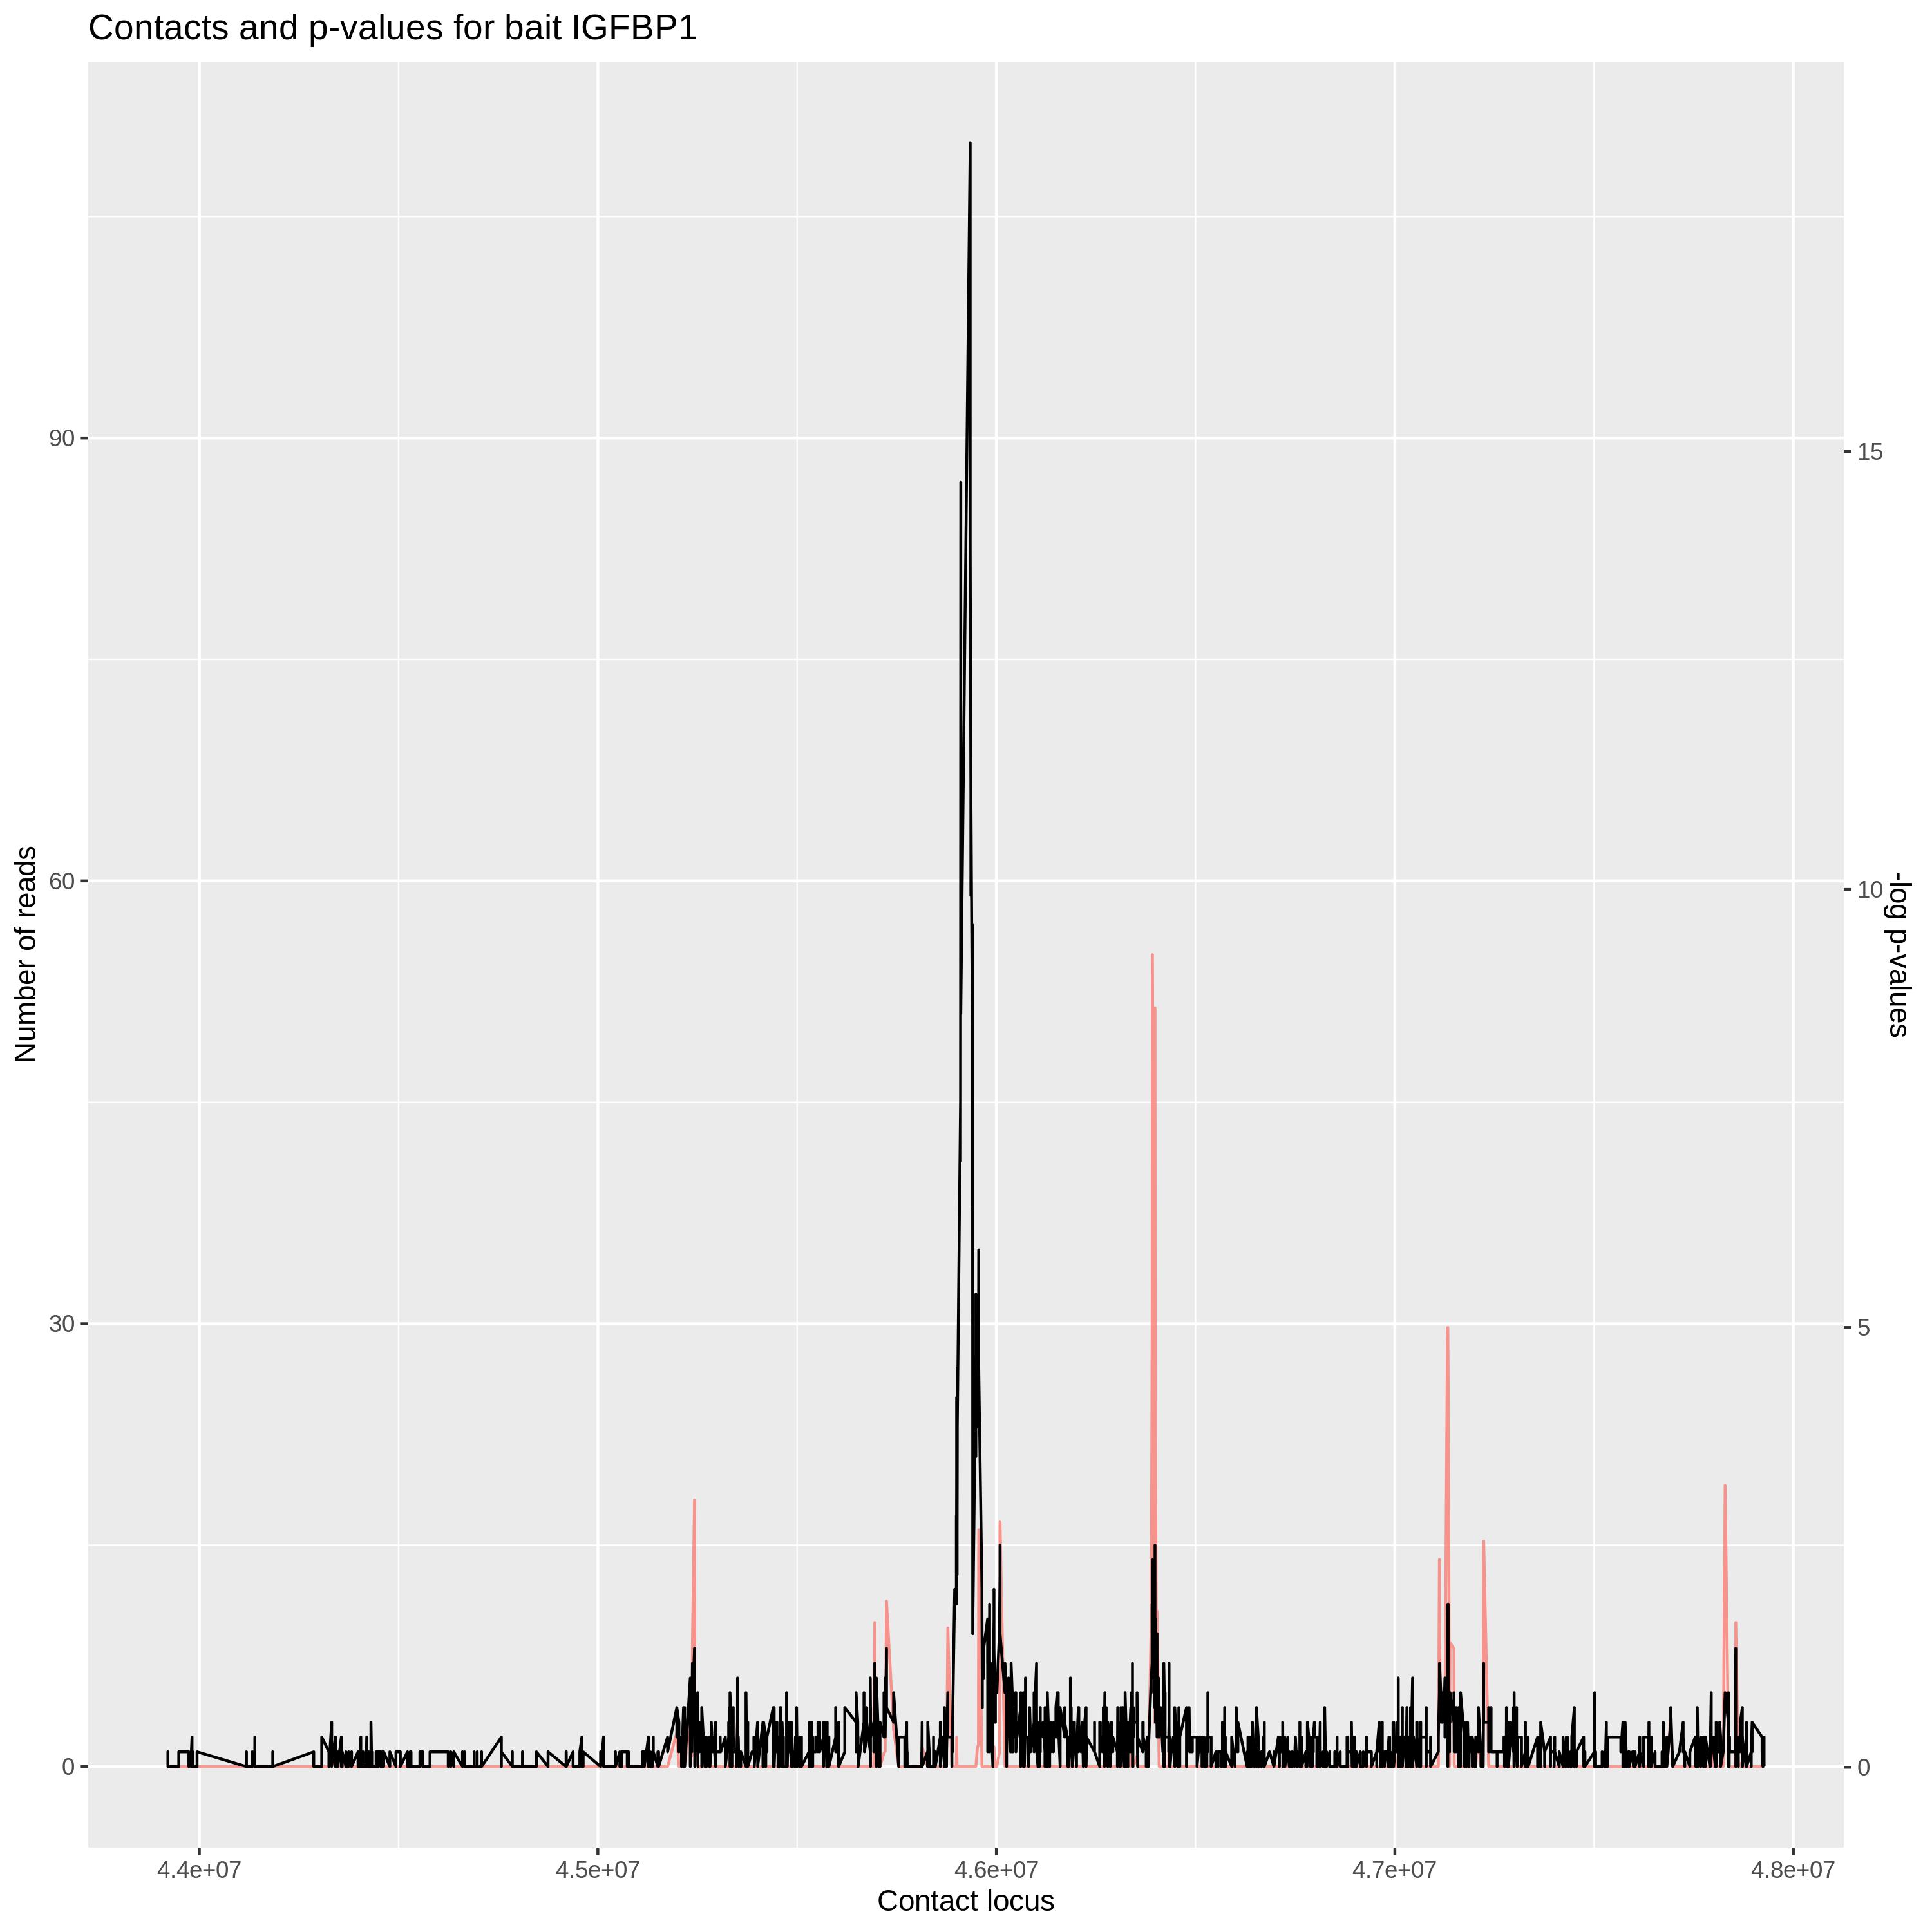 Contacts and p-values for bait IGFBP1
Number of reads
90
60
30
0
15
10
5
0
-log p-values
4.4e+07 4.5e+07 4.6e+07 4.7e+07 4.8e+07
Contact locus